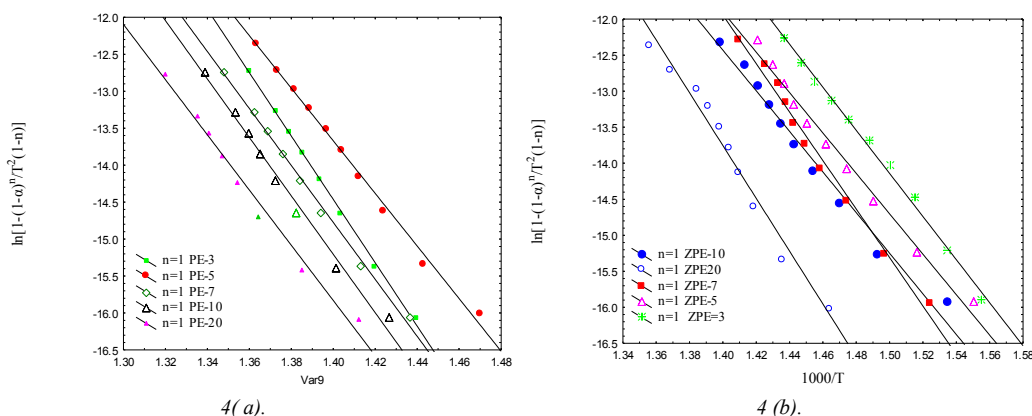 ln[1-(1-α)^n/T^2(1-n)]
-12.0
-12.5
-13.0
-13.5
-14.0
-14.5
-15.0
-15.5
-16.0
-16.5
n=1 PE-3
n=1 PE-5
n=1 PE-7
n=1 PE-10
n=1 PE-20
1.30 1.32 1.34 1.36 1.38 1.40 1.42 1.44 1.46 1.48
Var9
4( a).
ln[1-(1-α)^n/T^2(1-n)]
-12.0
-12.5
-13.0
-13.5
-14.0
-14.5
-15.0
-15.5
-16.0
-16.5
n=1 ZPE-10
n=1 ZPE20
n=1 ZPE-7
n=1 ZPE-5
n=1 ZPE=3
1.34 1.36 1.38 1.40 1.42 1.44 1.46 1.48 1.50 1.52 1.54 1.56 1.58
1000/T
4 (b).